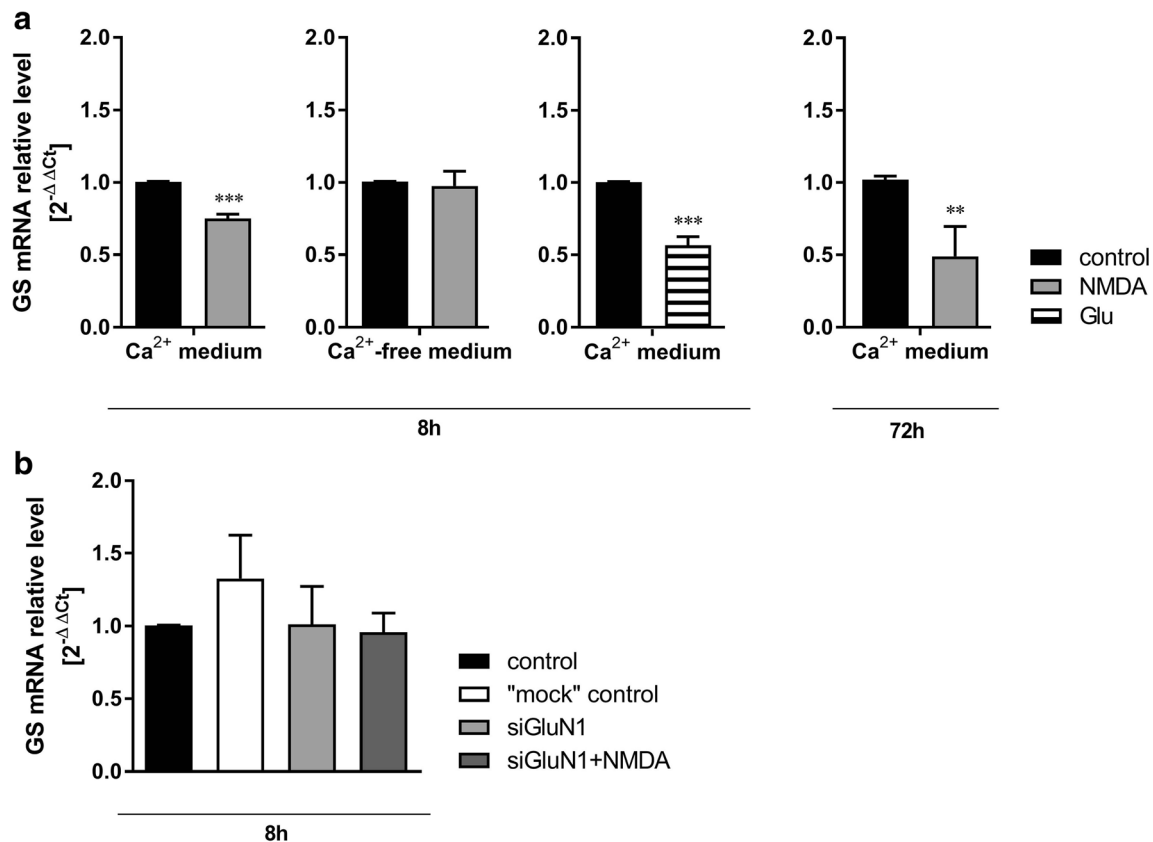 a
GS mRNA relative level
[2^-Δ ΔCt]
2.0
1.5
1.0
0.5
0.0
***
Ca2+ medium
2.0
1.5
1.0
0.5
0.0
Ca2+-free medium
2.0
1.5
1.0
0.5
0.0
***
Ca2+ medium
2.0
1.5
1.0
0.5
0.0
**
Ca2+ medium
control
NMDA
Glu
8h
72h
b
GS mRNA relative level
[2^-Δ ΔCt]
2.0
1.5
1.0
0.5
0.0
control
"mock" control
siGluN1
siGluN1+NMDA
8h